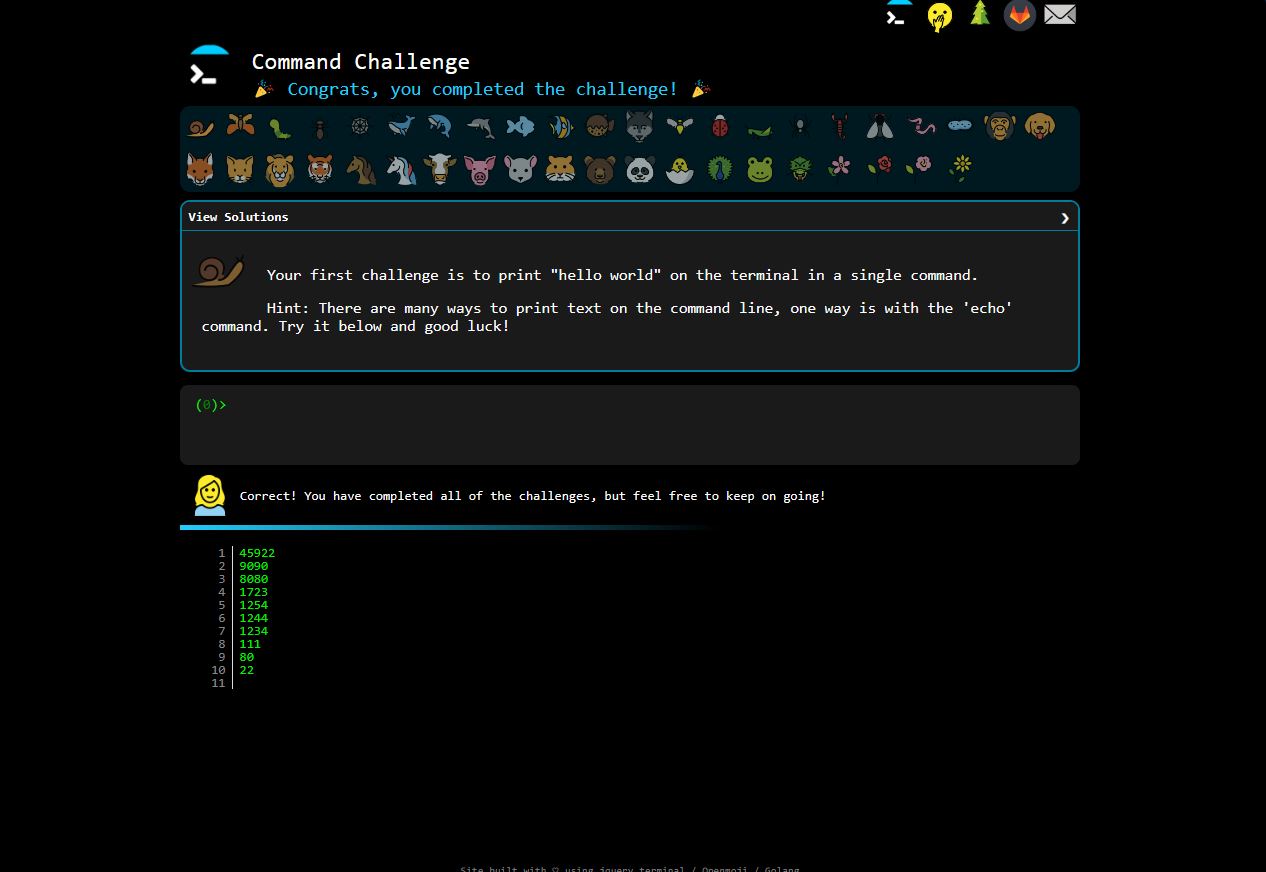 Command Challenge
🎉 Congrats, you completed the challenge! 🎉
View Solutions ❯
Your first challenge is to print "hello world" on the terminal in a single command.
Hint: There are many ways to print text on the command line, one way is with the 'echo'
command. Try it below and good luck!
(0)>
Correct! You have completed all of the challenges, but feel free to keep on going!
1 45922
2 9090
3 8080
4 1723
5 1254
6 1244
7 1234
8 111
9 80
10 22
11
Site built with ♡ using jquery terminal / Openmoji / Golang